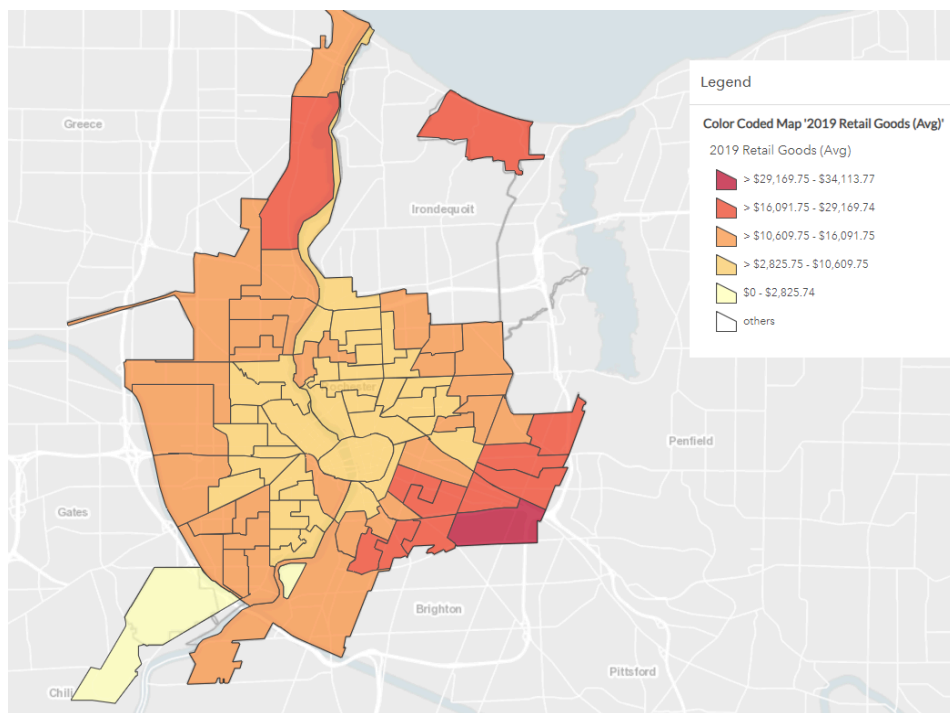 Legend
Color Coded Map '2019 Retail Goods (Avg)'
2019 Retail Goods (Avg)
> $29,169.75 - $34,113.77
> $16,091.75 - $29,169.74
> $10,609.75 - $16,091.75
> $2,825.75 - $10,609.75
$0 - $2,825.74
others
Greece
Irondequoit
Penfield
Gates
Brighton
Pittsford
Chili